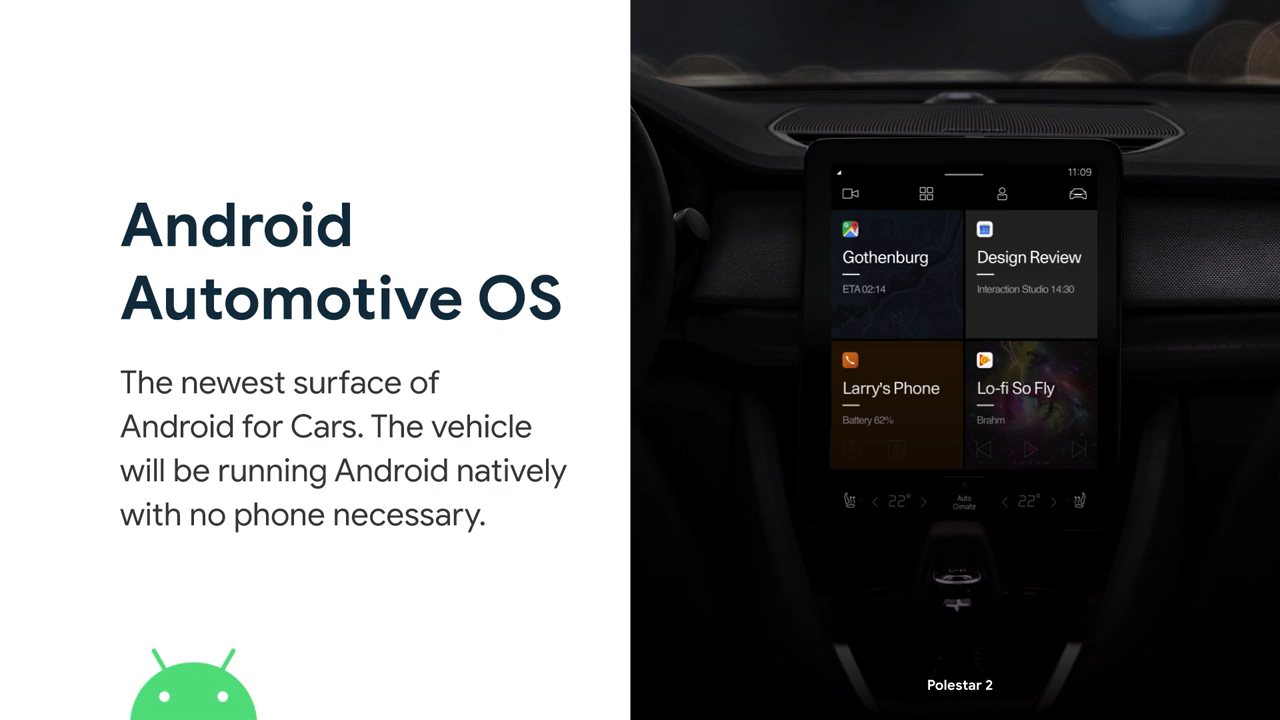 Android
Automotive OS
The newest surface of
Android for Cars. The vehicle
will be running Android natively
with no phone necessary.
11:09
Gothenburg
ETA 02:14
Design Review
Interaction Studio 14:30
Larry's Phone
Battery 62%
Lo-fi So Fly
Brahm
22°
Auto
Climate
22°
Polestar 2